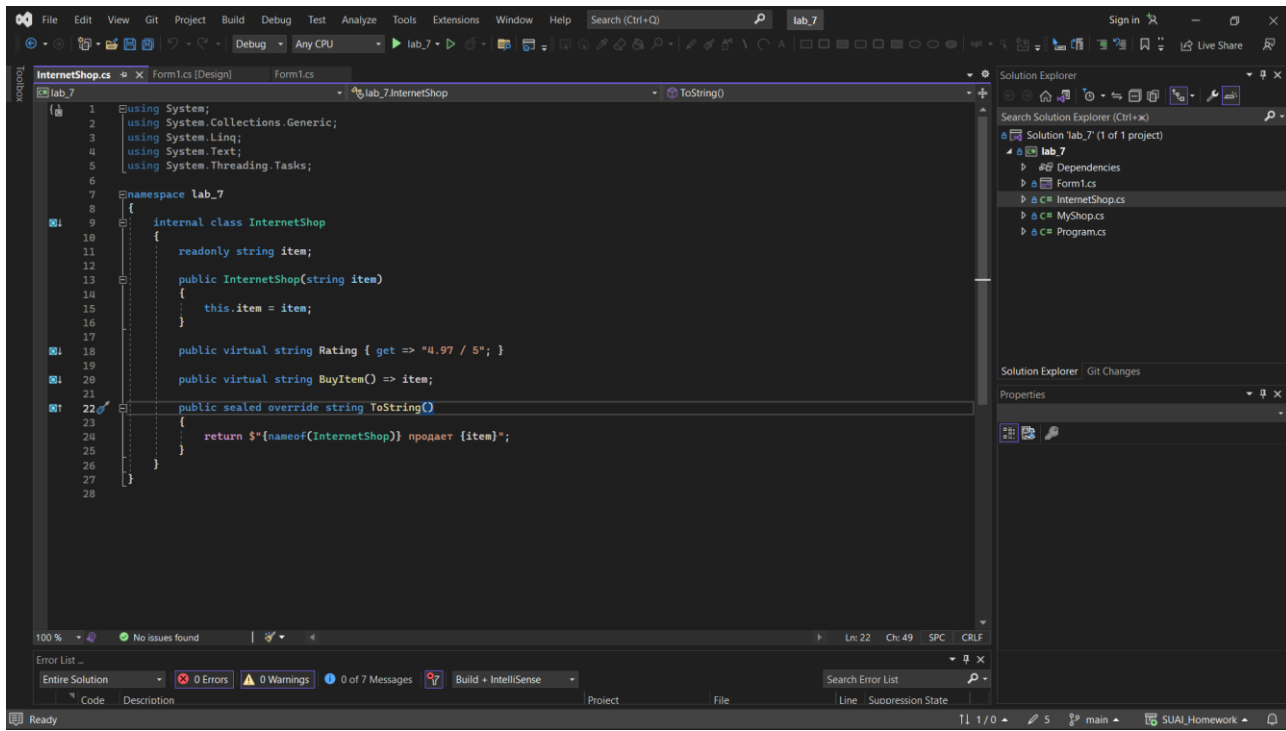 File Edit View Git Project Build Debug Test Analyze Tools Extensions Window Help Search (Ctrl+Q) lab_7 Sign in
Debug Any CPU lab_7 Live Share
Toolbox
InternetShop.cs Form1.cs [Design] Form1.cs
lab_7 lab_7.InternetShop ToString()
1 using System;
2 using System.Collections.Generic;
3 using System.Linq;
4 using System.Text;
5 using System.Threading.Tasks;
6
7 namespace lab_7
8 {
9 internal class InternetShop
10 {
11 readonly string item;
12
13 public InternetShop(string item)
14 {
15 this.item = item;
16 }
17
18 public virtual string Rating { get => "4.97 / 5"; }
19
20 public virtual string BuyItem() => item;
21
22 public sealed override string ToString()
23 {
24 return $"{nameof(InternetShop)} продает {item}";
25 }
26 }
27 }
28
100 % No issues found Ln: 22 Ch: 49 SPC CRLF
Error List ...
Entire Solution 0 Errors 0 Warnings 0 of 7 Messages Build + IntelliSense Search Error List
Code Description Project File Line Suppression State
Solution Explorer
Search Solution Explorer (Ctrl+ж)
Solution 'lab_7' (1 of 1 project)
lab_7
Dependencies
Form1.cs
C# InternetShop.cs
C# MyShop.cs
C# Program.cs
Solution Explorer Git Changes
Properties
Ready 1 / 0 5 main SUAI_Homework